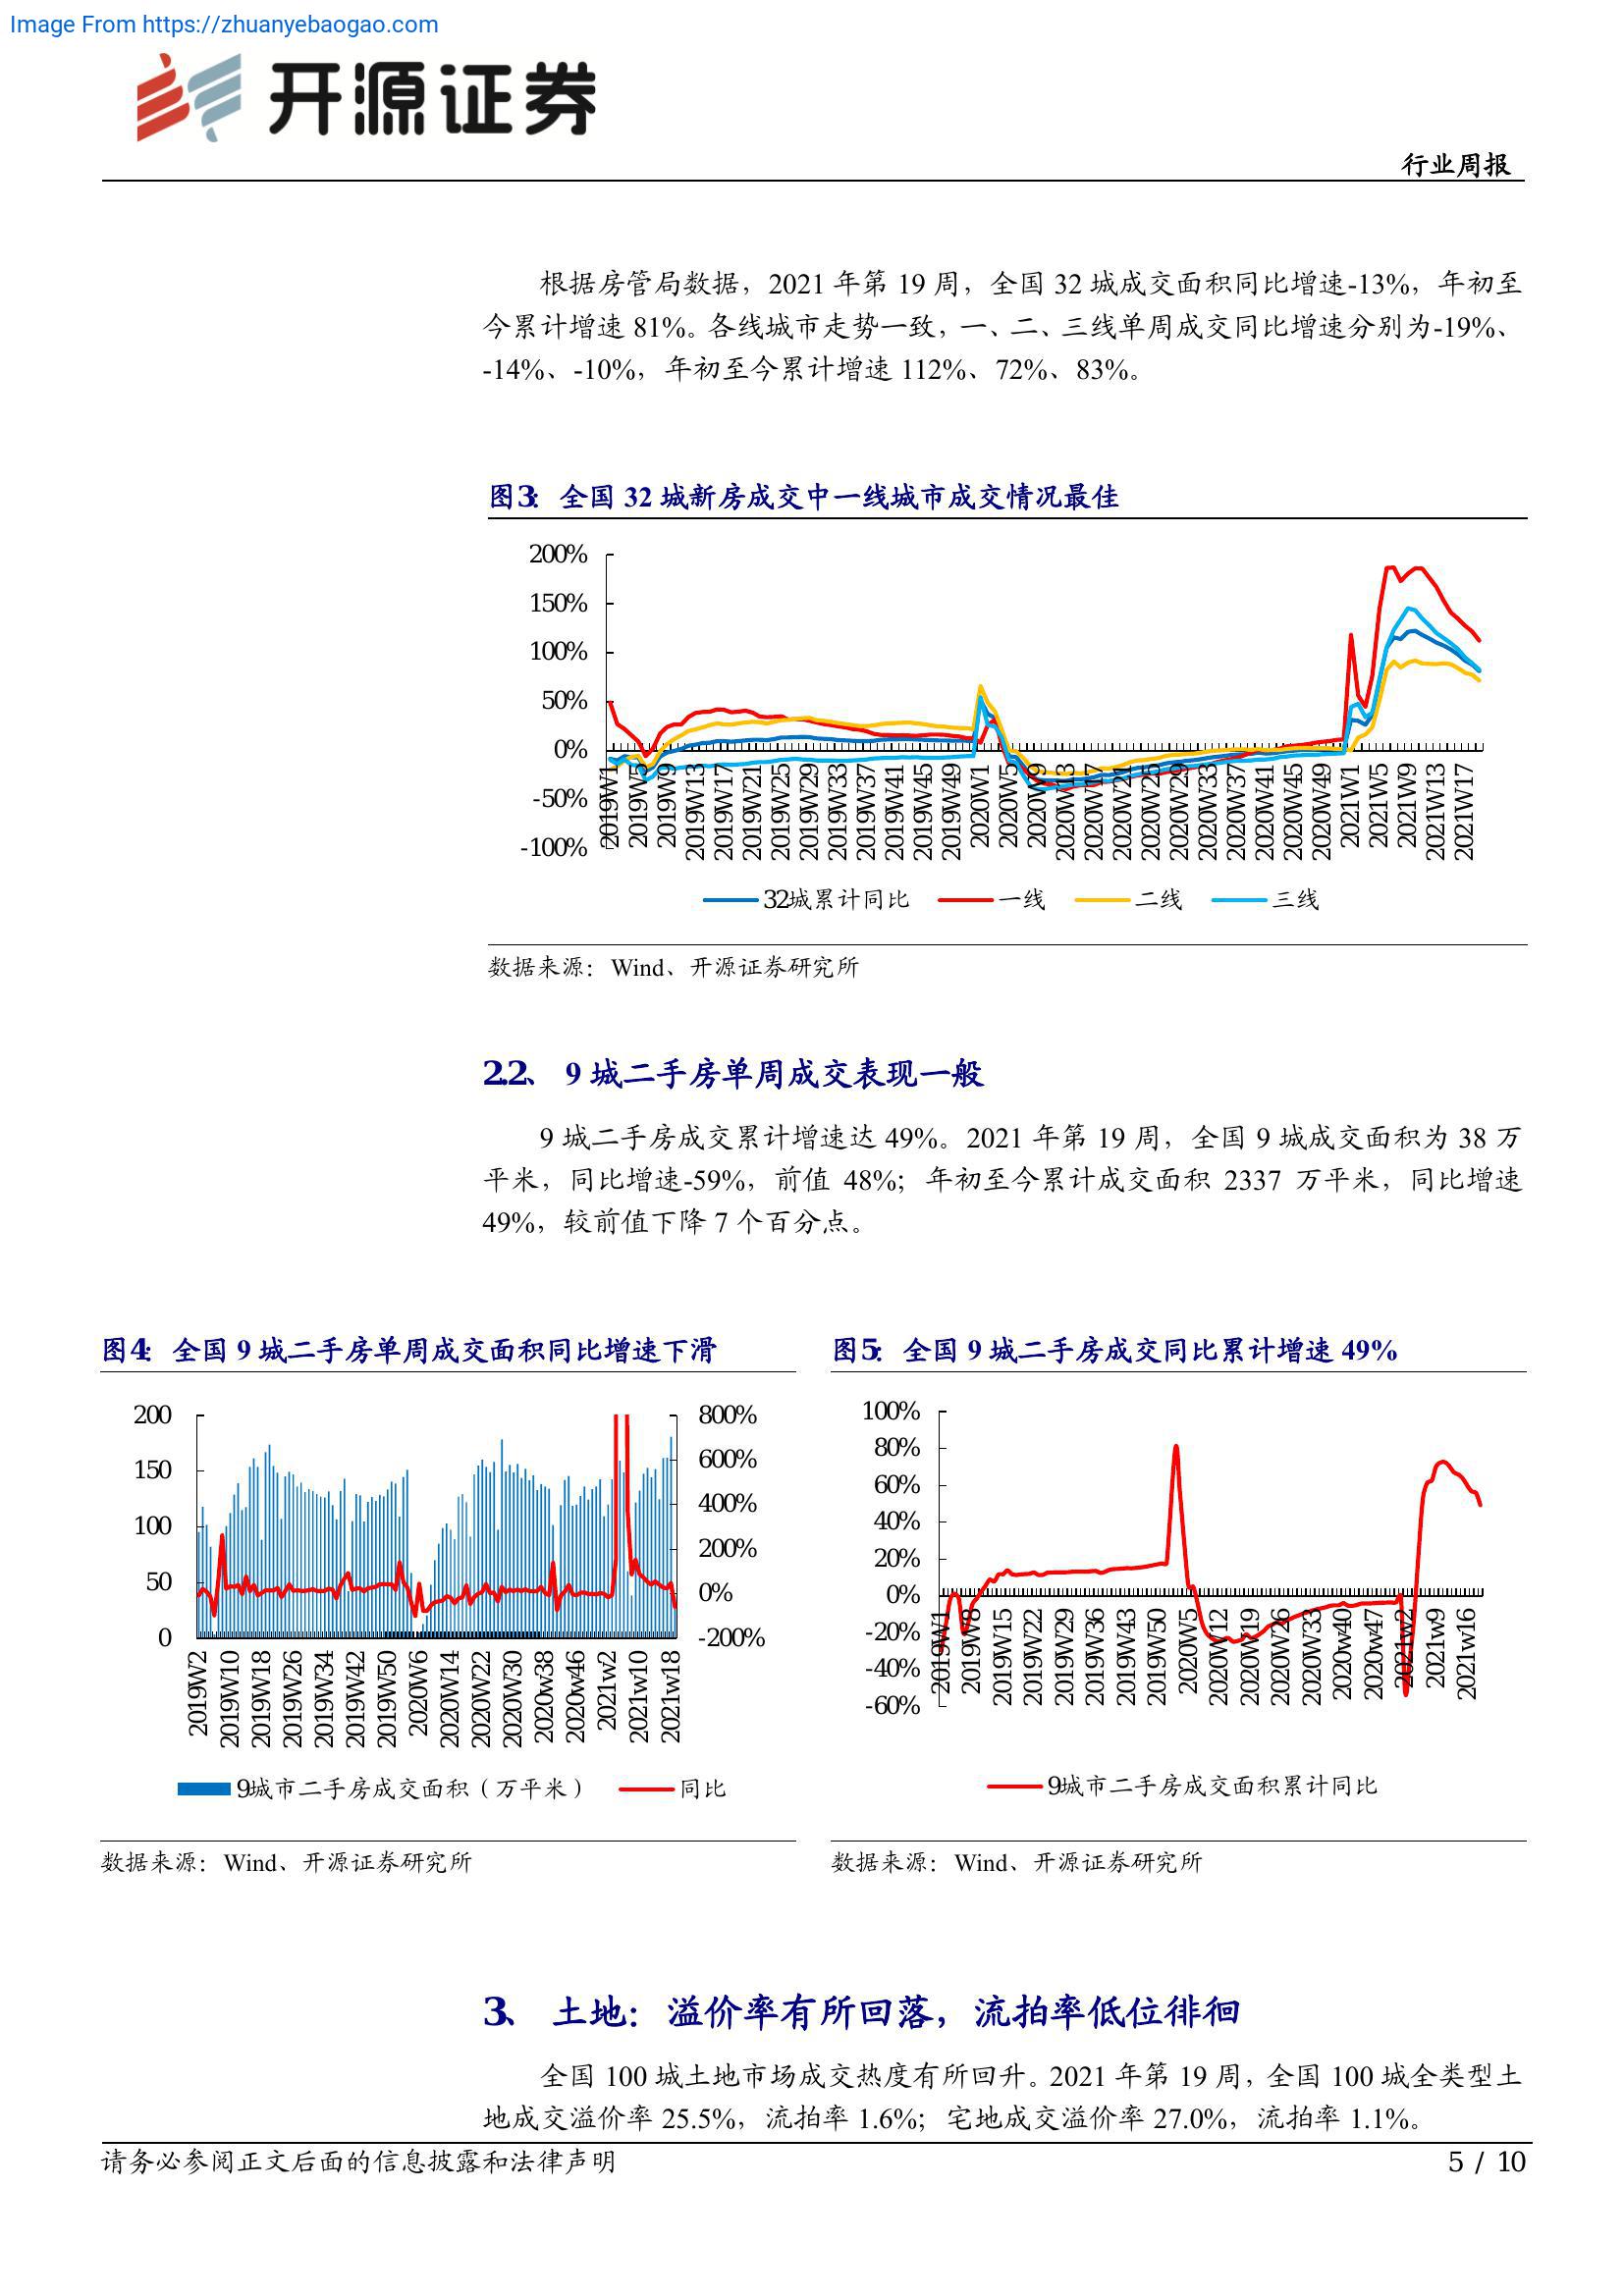 Image From https://zhuanyebaogao.com
开源证券
行业周报
根据房管局数据，2021 年第 19 周，全国 32 城成交面积同比增速-13%，年初至
今累计增速 81%。各线城市走势一致，一、二、三线单周成交同比增速分别为-19%、
-14%、-10%，年初至今累计增速 112%、72%、83%。
图3：全国 32 城新房成交中一线城市成交情况最佳
200%
150%
100%
50%
0%
-50%
-100%
2019W1 2019W5 2019W9 2019W13 2019W17 2019W21 2019W25 2019W29 2019W33 2019W37 2019W41 2019W45 2019W49 2020W1 2020W5 2020W9 2020W13 2020W17 2020W21 2020W25 2020W29 2020W33 2020W37 2020W41 2020W45 2020W49 2021W1 2021W5 2021W9 2021W13 2021W17
32城累计同比 一线 二线 三线
数据来源：Wind、开源证券研究所
2.2、 9 城二手房单周成交表现一般
9 城二手房成交累计增速达 49%。2021 年第 19 周，全国 9 城成交面积为 38 万
平米，同比增速-59%，前值 48%；年初至今累计成交面积 2337 万平米，同比增速
49%，较前值下降 7 个百分点。
图4：全国 9 城二手房单周成交面积同比增速下滑
200
150
100
50
0
800%
600%
400%
200%
0%
-200%
2019W2 2019W10 2019W18 2019W26 2019W34 2019W42 2019W50 2020W6 2020W14 2020W22 2020W30 2020w38 2020w46 2021w2 2021w10 2021w18
9城市二手房成交面积（万平米） 同比
数据来源：Wind、开源证券研究所
图5：全国 9 城二手房成交同比累计增速 49%
100%
80%
60%
40%
20%
0%
-20%
-40%
-60%
2019W1 2019W8 2019W15 2019W22 2019W29 2019W36 2019W43 2019W50 2020W5 2020W12 2020W19 2020W26 2020W33 2020w40 2020w47 2021w2 2021w9 2021w16
9城市二手房成交面积累计同比
数据来源：Wind、开源证券研究所
3、 土地：溢价率有所回落，流拍率低位徘徊
全国 100 城土地市场成交热度有所回升。2021 年第 19 周，全国 100 城全类型土
地成交溢价率 25.5%，流拍率 1.6%；宅地成交溢价率 27.0%，流拍率 1.1%。
请务必参阅正文后面的信息披露和法律声明
5 / 10